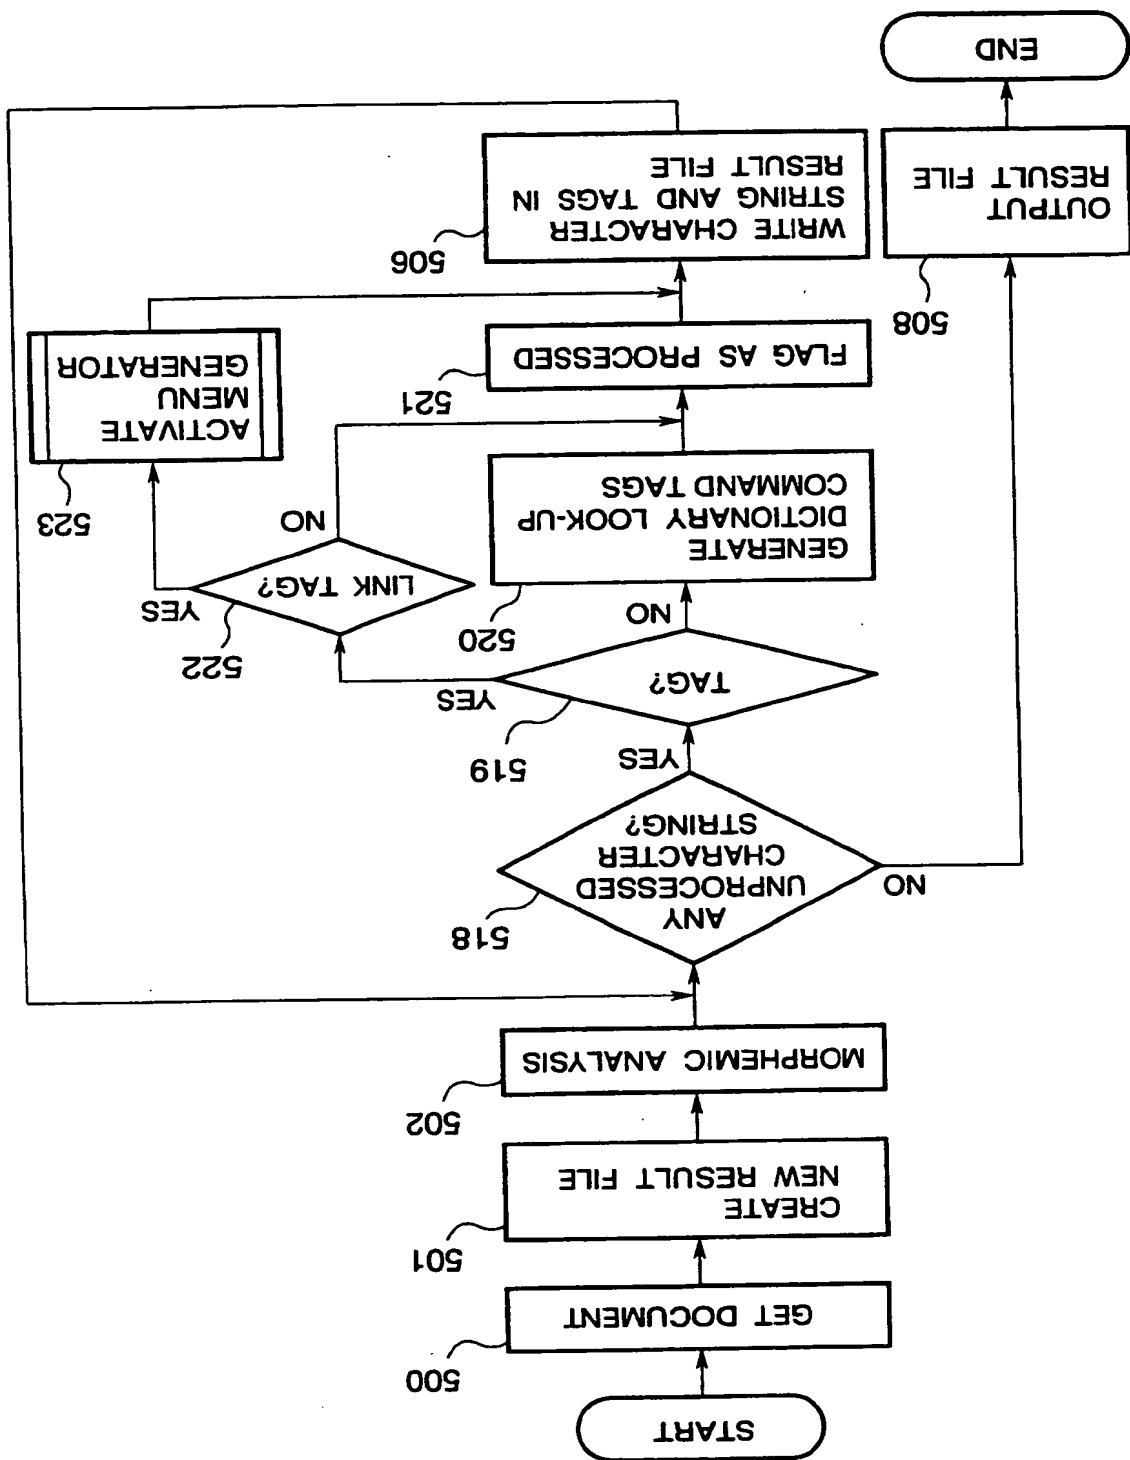 START
500
GET DOCUMENT
501
CREATE
NEW RESULT FILE
502
MORPHEMIC ANALYSIS
518
ANY
UNPROCESSED
CHARACTER
STRING?
NO
YES
519
TAG?
YES
NO
520
GENERATE
DICTIONARY LOOK-UP
COMMAND TAGS
522
LINK TAG?
YES
NO
523
ACTIVATE
MENU
GENERATOR
521
FLAG AS PROCESSED
506
WRITE CHARACTER
STRING AND TAGS IN
RESULT FILE
508
OUTPUT
RESULT FILE
END